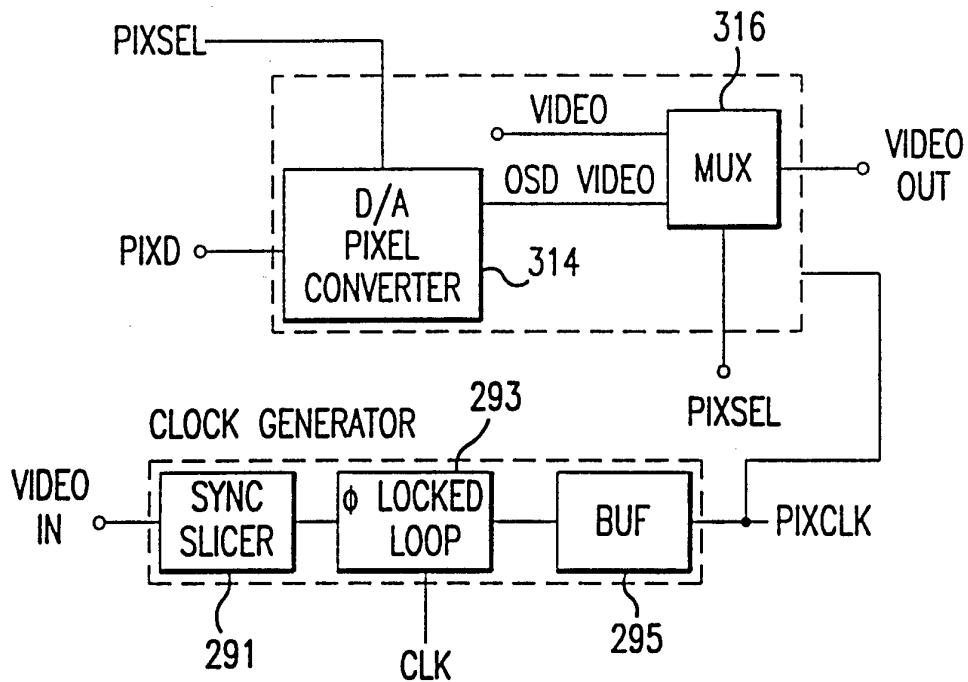 PIXSEL
316
VIDEO
MUX
VIDEO
OUT
OSD VIDEO
D/A
PIXEL
CONVERTER
PIXD
314
PIXSEL
CLOCK GENERATOR
293
VIDEO
IN
SYNC
SLICER
ϕ LOCKED
LOOP
BUF
PIXCLK
291
CLK
295